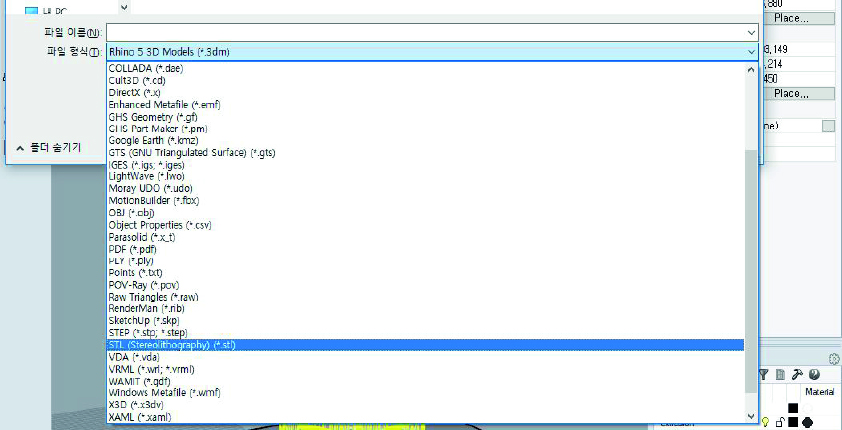 내 PC
,880
Place...
파일 이름(N):
파일 형식(T): Rhino 5 3D Models (*.3dm)
,149
,214
450
Place...
폴더 숨기기
COLLADA (*.dae)
Cult3D (*.cd)
DirectX (*.x)
Enhanced Metafile (*.emf)
GHS Geometry (*.gf)
GHS Part Maker (*.pm)
Google Earth (*.kmz)
GTS (GNU Triangulated Surface) (*.gts)
IGES (*.igs; *.iges)
LightWave (*.lwo)
Moray UDO (*.udo)
MotionBuilder (*.fbx)
OBJ (*.obj)
Object Properties (*.csv)
Parasolid (*.x_t)
PDF (*.pdf)
PLY (*.ply)
Points (*.txt)
POV-Ray (*.pov)
Raw Triangles (*.raw)
RenderMan (*.rib)
SketchUp (*.skp)
STEP (*.stp; *.step)
STL (Stereolithography) (*.stl)
VDA (*.vda)
VRML (*.wrl; *.vrml)
WAMIT (*.gdf)
Windows Metafile (*.wmf)
X3D (*.x3dv)
XAML (*.xaml)
Material